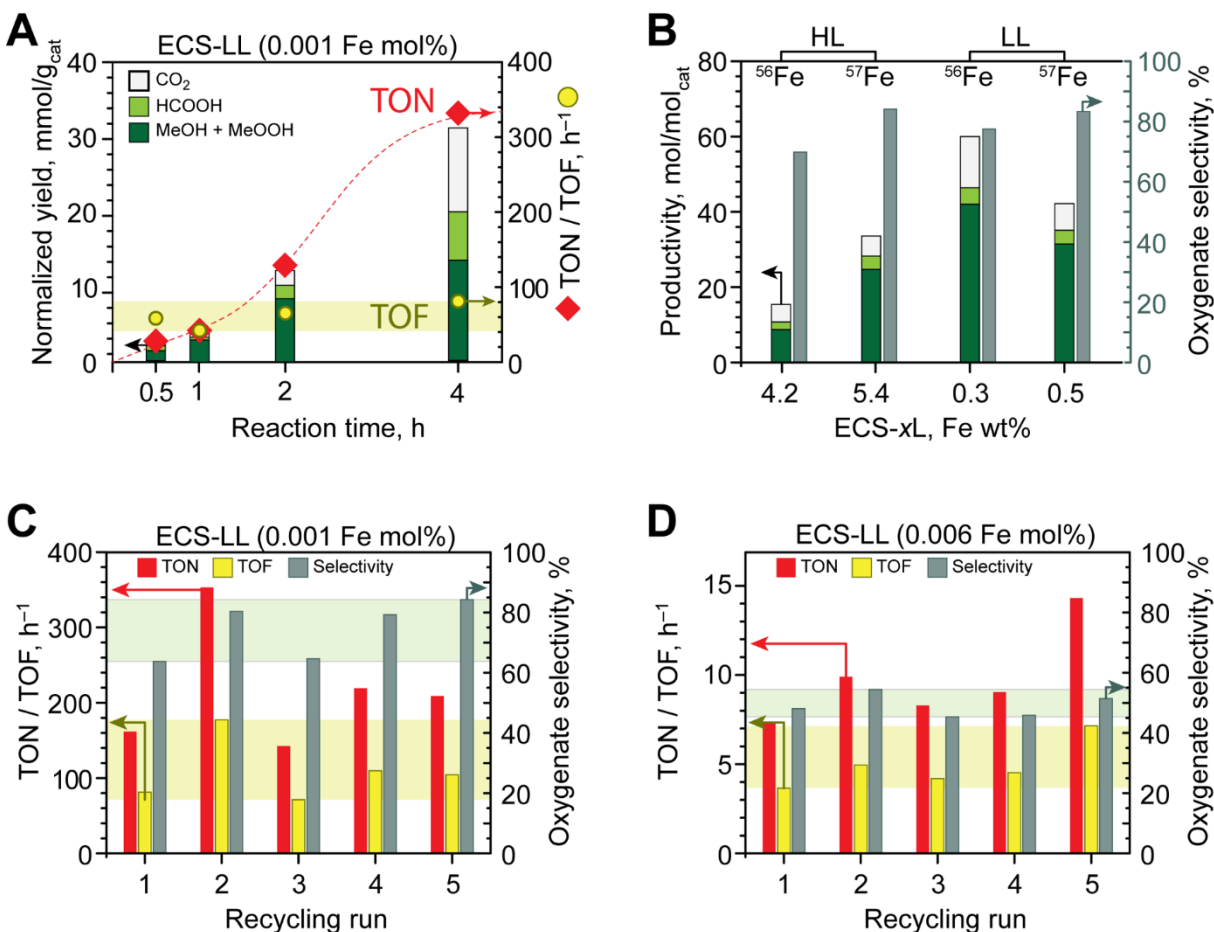 A
ECS-LL (0.001 Fe mol%)
Normalized yield, mmol/g_cat
40
30
20
10
0
CO₂
HCOOH
MeOH + MeOOH
TON
TOF
400
300
200
100
0
TON / TOF, h⁻¹
0.5 1 2 4
Reaction time, h
B
HL LL
⁵⁶Fe ⁵⁷Fe ⁵⁶Fe ⁵⁷Fe
Productivity, mol/mol_cat
80
60
40
20
0
100
80
60
40
20
0
Oxygenate selectivity, %
4.2 5.4 0.3 0.5
ECS-xL, Fe wt%
C
ECS-LL (0.001 Fe mol%)
TON TOF Selectivity
TON / TOF, h⁻¹
400
300
200
100
0
100
80
60
40
20
0
Oxygenate selectivity, %
1 2 3 4 5
Recycling run
D
ECS-LL (0.006 Fe mol%)
TON TOF Selectivity
TON / TOF, h⁻¹
15
10
5
0
100
80
60
40
20
0
Oxygenate selectivity, %
1 2 3 4 5
Recycling run